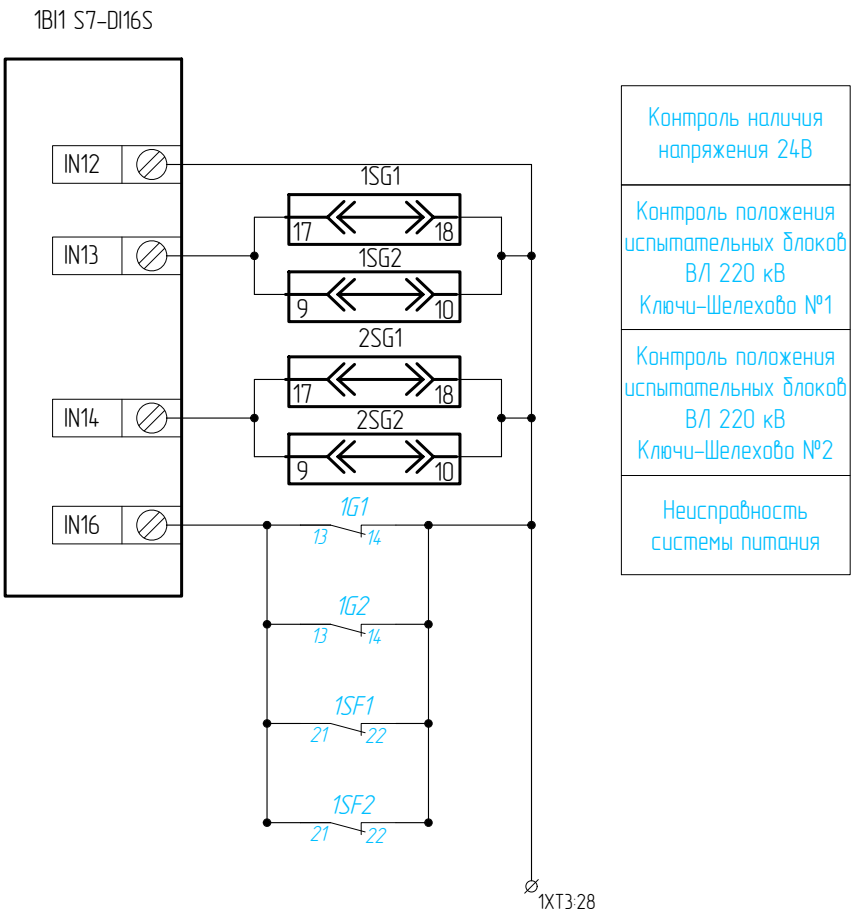 1BI1 S7-DI16S
IN12
IN13
IN14
IN16
1SG1
17 18
1SG2
9 10
2SG1
17 18
2SG2
9 10
1G1
13 14
1G2
13 14
1SF1
21 22
1SF2
21 22
1XT3:28
Контроль наличия
напряжения 24В
Контроль положения
испытательных блоков
ВЛ 220 кВ
Ключи-Шелехово №1
Контроль положения
испытательных блоков
ВЛ 220 кВ
Ключи-Шелехово №2
Неисправность
системы питания